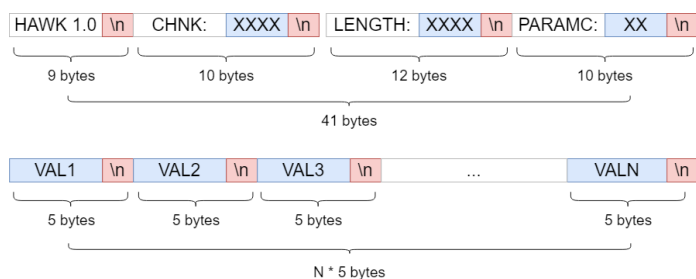 HAWK 1.0 \n CHNK: XXXX \n LENGTH: XXXX \n PARAMC: XX \n
9 bytes 10 bytes 12 bytes 10 bytes
41 bytes
VAL1 \n VAL2 \n VAL3 \n ... VALN \n
5 bytes 5 bytes 5 bytes 5 bytes
N * 5 bytes